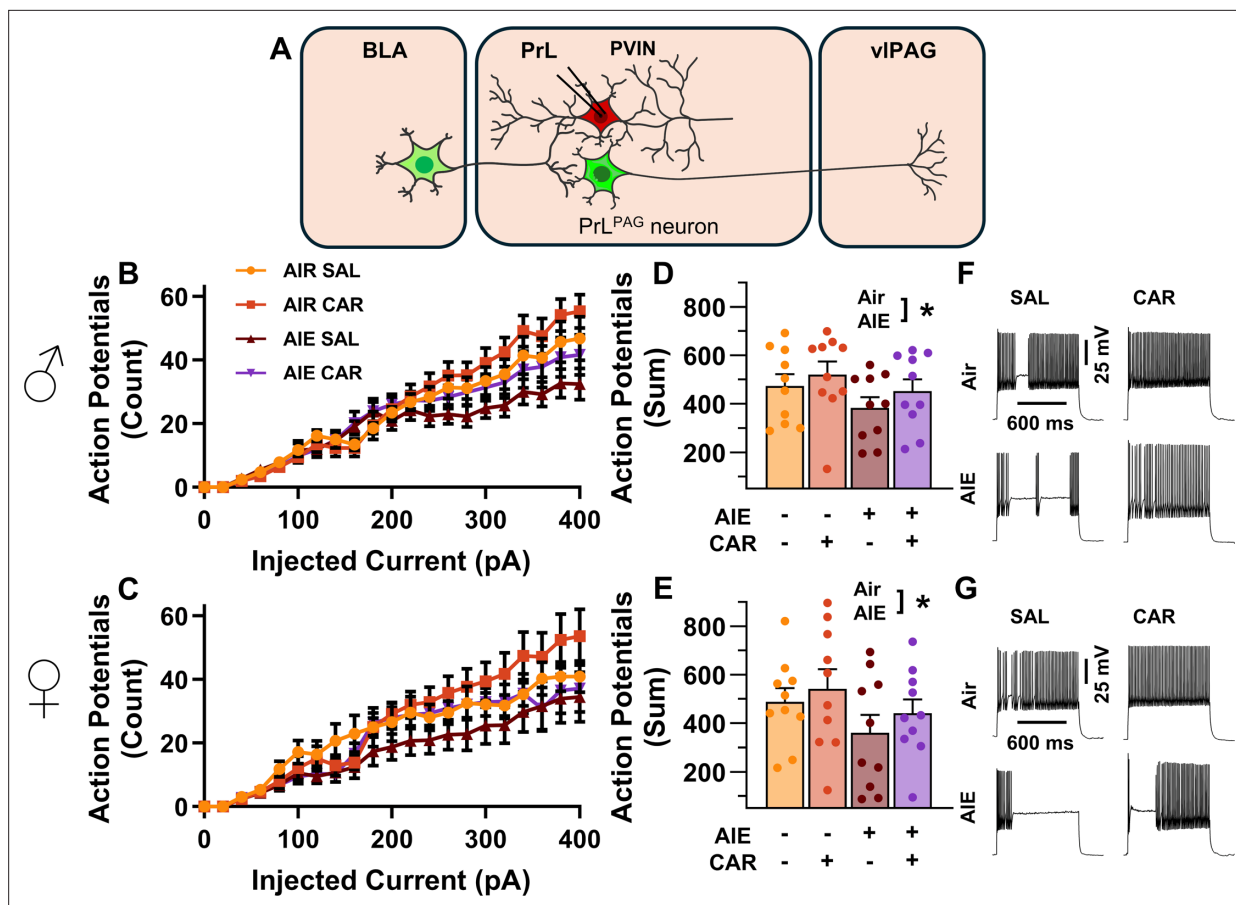 A
BLA
PrL
PVIN
vlPAG
PrL^PAG neuron
B
AIR SAL
AIR CAR
AIE SAL
AIE CAR
Action Potentials
(Count)
60
40
20
0
0
100
200
300
400
Injected Current (pA)
D
Action Potentials
(Sum)
800
600
400
200
Air
AIE
] *
AIE - - + +
CAR - + - +
F
SAL
CAR
Air
25 mV
600 ms
AIE
♂
C
Action Potentials
(Count)
60
40
20
0
0
100
200
300
400
Injected Current (pA)
E
Action Potentials
(Sum)
800
600
400
200
Air
AIE
] *
AIE - - + +
CAR - + - +
G
SAL
CAR
Air
25 mV
600 ms
AIE
♀